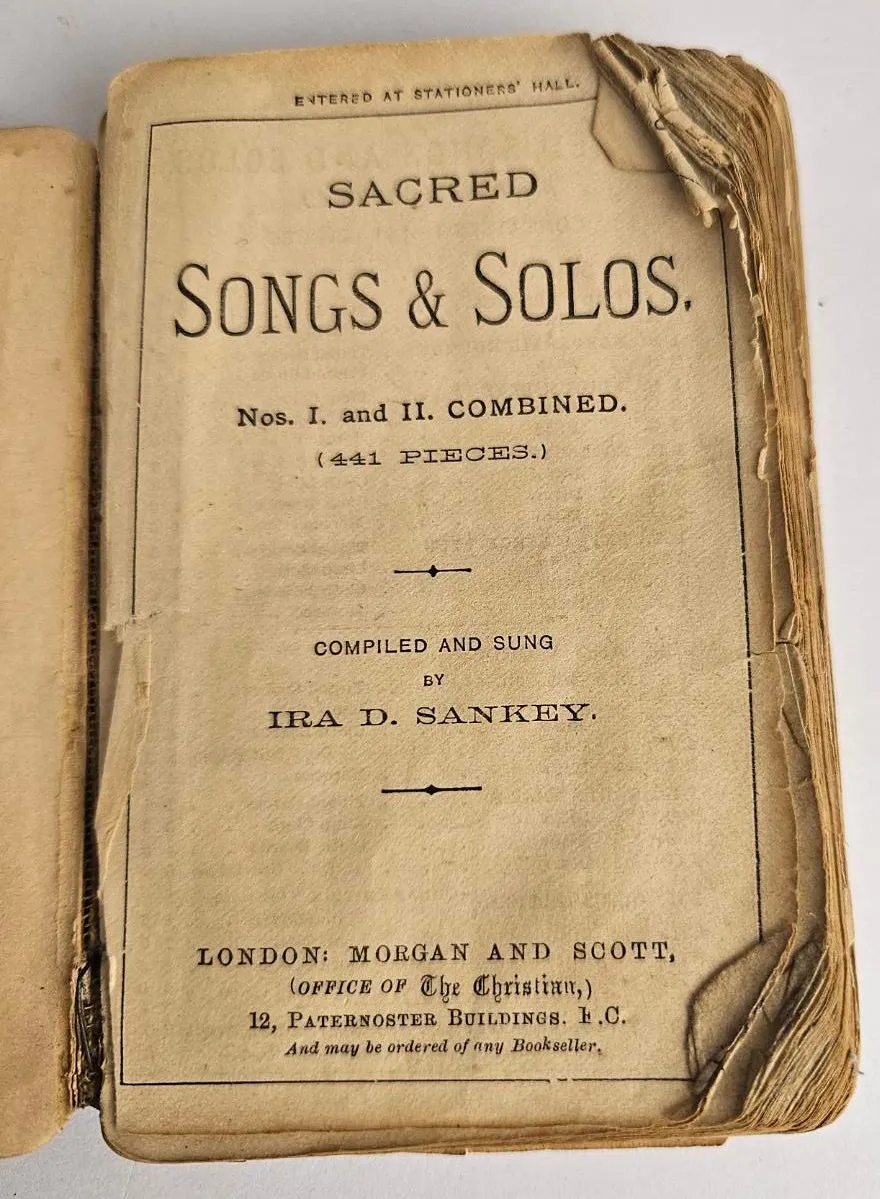 ENTERED AT STATIONERS' HALL.
SACRED
SONGS & SOLOS.
Nos. I. and II. COMBINED.
(441 PIECES.)
COMPILED AND SUNG
BY
IRA D. SANKEY.
LONDON: MORGAN AND SCOTT,
(OFFICE OF The Christian,)
12, PATERNOSTER BUILDINGS. E.C.
And may be ordered of any Bookseller.